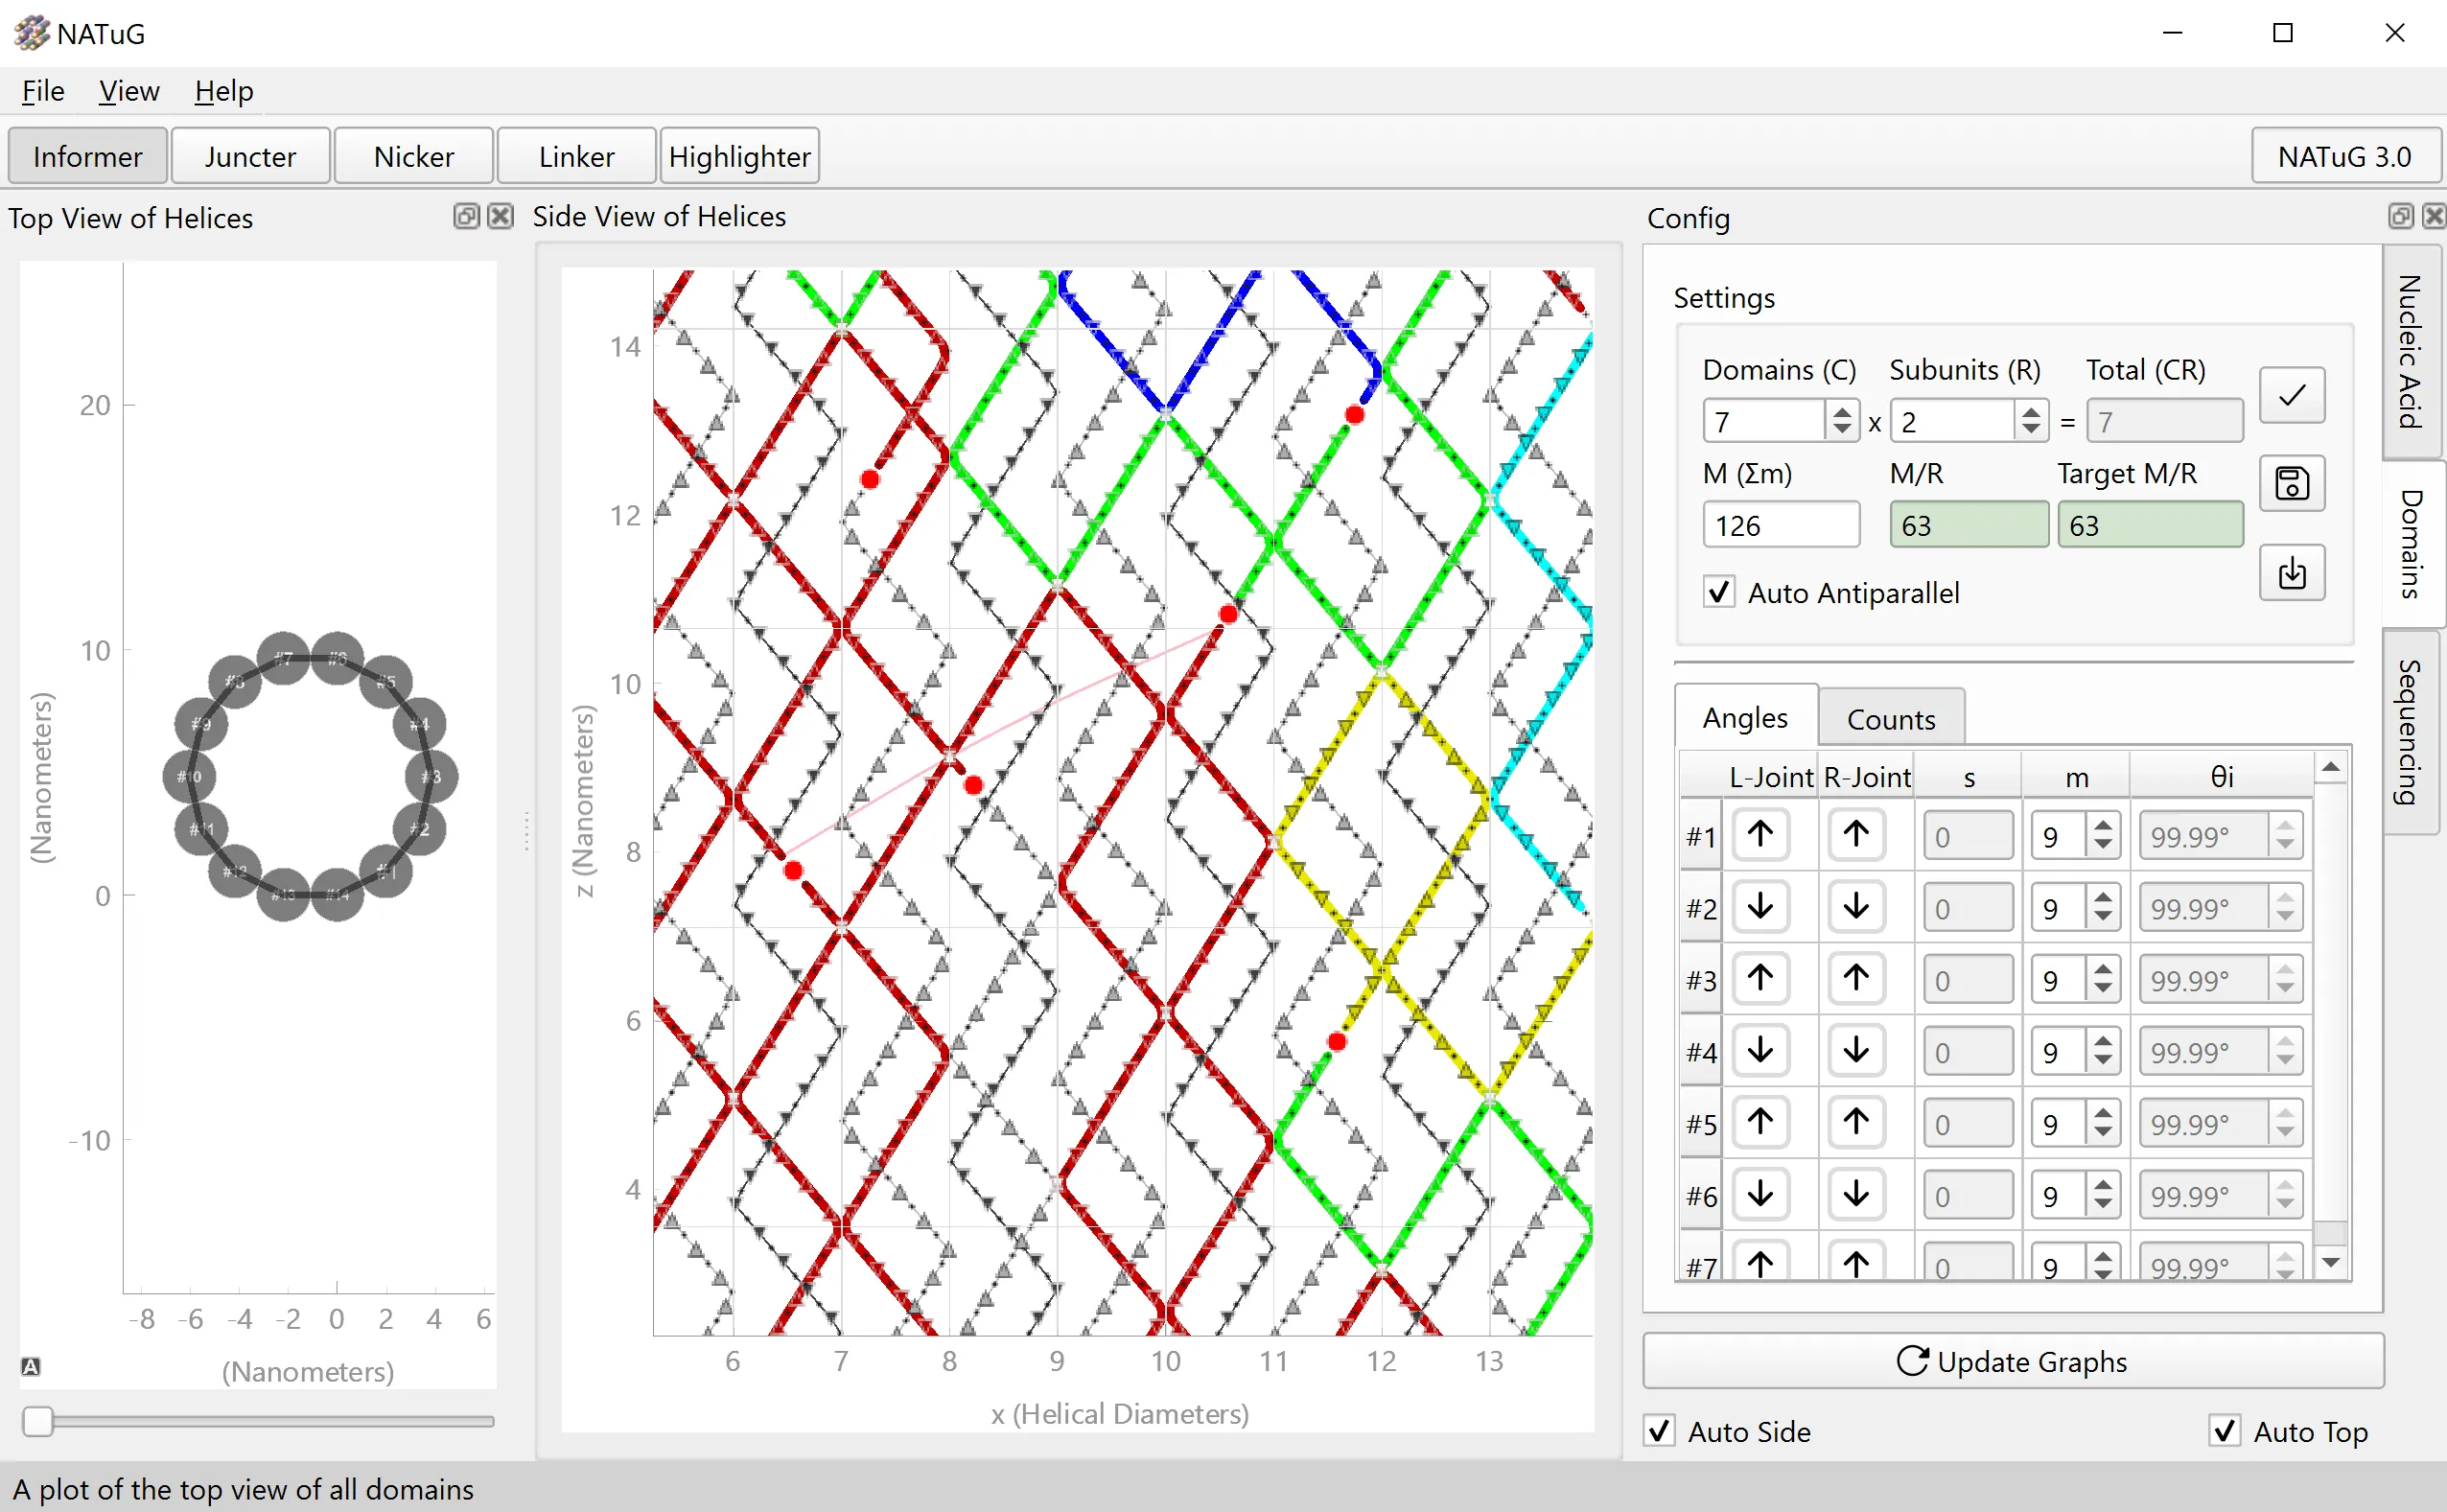 NATuG
File View Help
Informer Juncter Nicker Linker Highlighter NATuG 3.0
Top View of Helices
20
10
0
-10
(Nanometers)
#7 #6
#8 #5
#9 #4
#10 #3
#11 #2
#12 #1
#13 #14
-8 -6 -4 -2 0 2 4 6
A
(Nanometers)
Side View of Helices
14
12
10
8
6
4
z (Nanometers)
6 7 8 9 10 11 12 13
x (Helical Diameters)
Config
Settings
Domains (C) Subunits (R) Total (CR)
7 x 2 = 7
M (Σm) M/R Target M/R
126 63 63
Auto Antiparallel
Angles Counts
L-Joint R-Joint s m θi
#1 ↑ ↑ 0 9 99.99°
#2 ↓ ↓ 0 9 99.99°
#3 ↑ ↑ 0 9 99.99°
#4 ↓ ↓ 0 9 99.99°
#5 ↑ ↑ 0 9 99.99°
#6 ↓ ↓ 0 9 99.99°
#7 ↑ ↑ 0 9 99.99°
Update Graphs
Auto Side Auto Top
Nucleic Acid
Domains
Sequencing
A plot of the top view of all domains